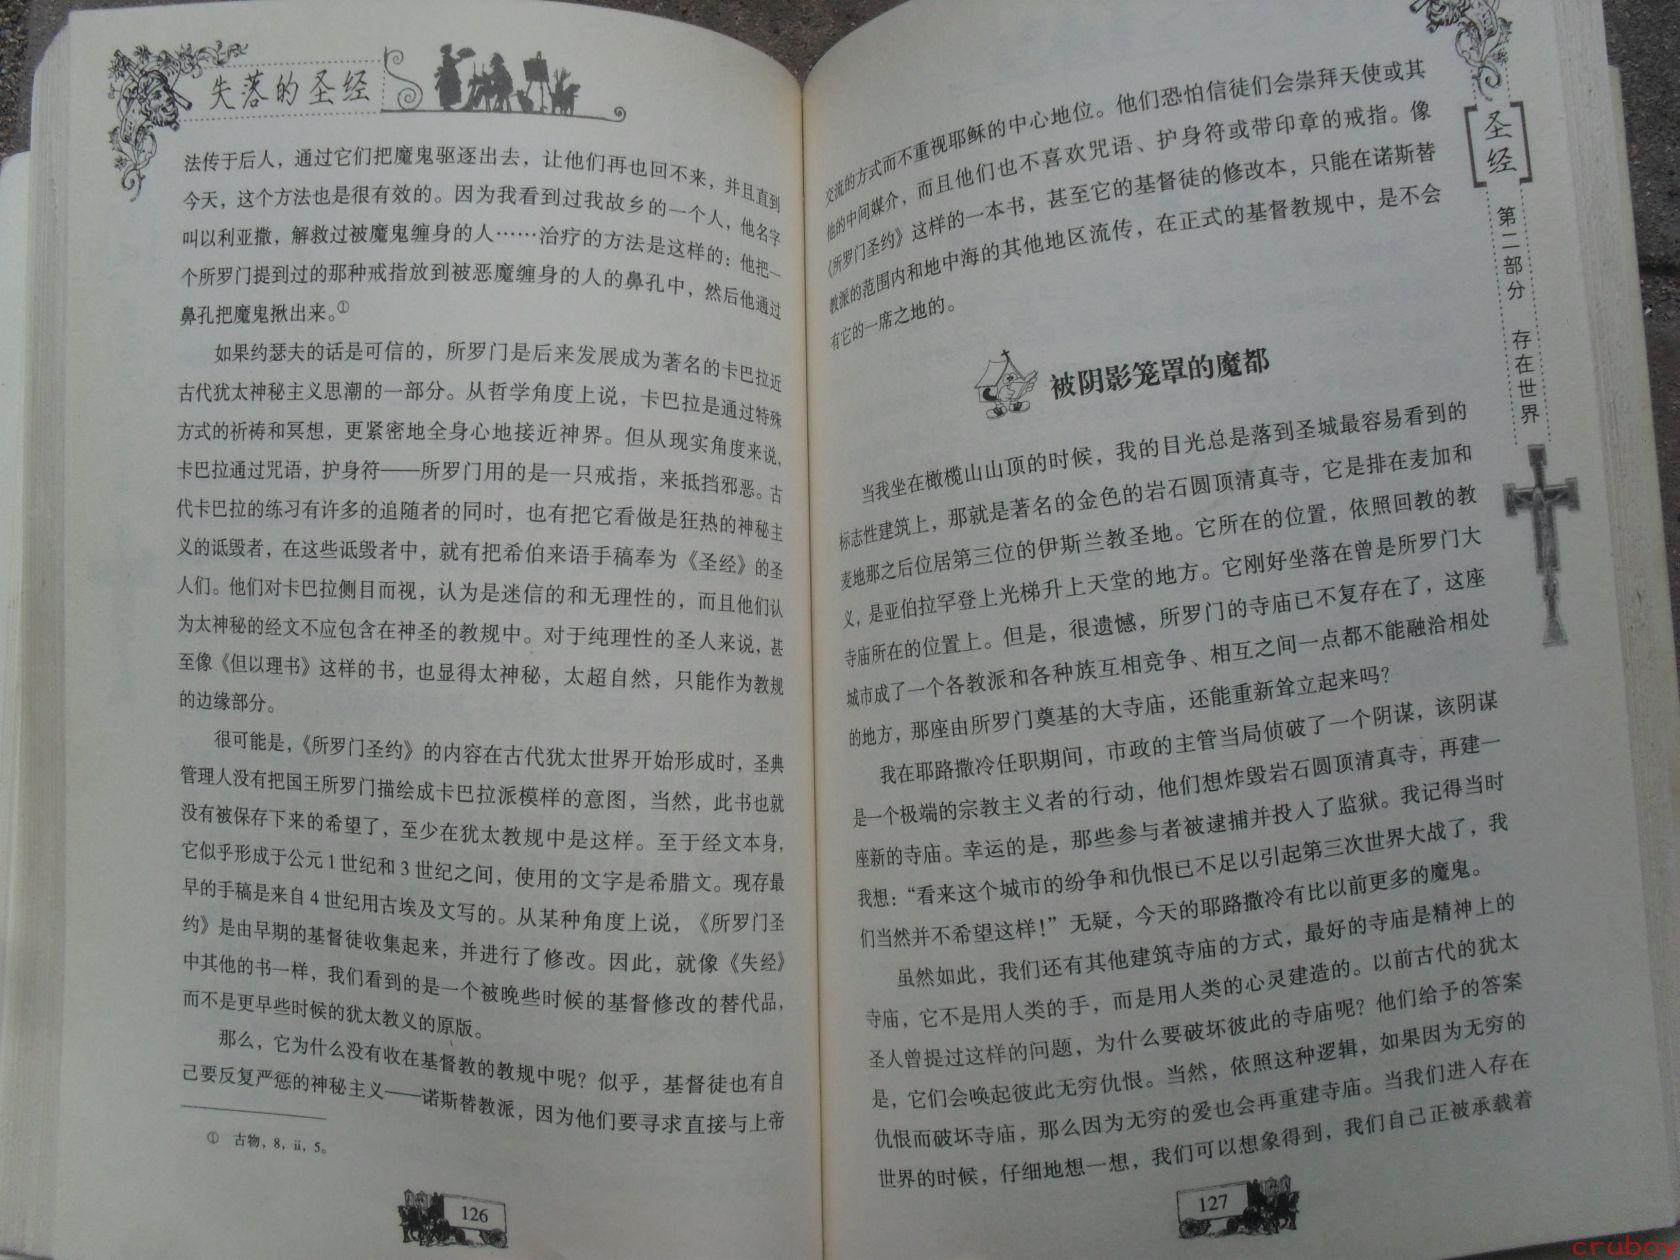 失落的圣经
法传于后人，通过它们把魔鬼驱逐出去，让他们再也回不来，并且直到
今天，这个方法也是很有效的。因为我看到过我故乡的一个人，他名字
叫以利亚撒，解救过被魔鬼缠身的人……治疗的方法是这样的：他把一
个所罗门提到过的那种戒指放到被恶魔缠身的人的鼻孔中，然后他通过
鼻孔把魔鬼揪出来。①
如果约瑟夫的话是可信的，所罗门是后来发展成为著名的卡巴拉近
古代犹太神秘主义思潮的一部分。从哲学角度上说，卡巴拉是通过特殊
方式的祈祷和冥想，更紧密地全身心地接近神界。但从现实角度来说，
卡巴拉通过咒语，护身符——所罗门用的是一只戒指，来抵挡邪恶。古
代卡巴拉的练习有许多的追随者的同时，也有把它看做是狂热的神秘主
义的诋毁者，在这些诋毁者中，就有把希伯来语手稿奉为《圣经》的圣
人们。他们对卡巴拉侧目而视，认为是迷信的和无理性的，而且他们认
为太神秘的经文不应包含在神圣的教规中。对于纯理性的圣人来说，甚
至像《但以理书》这样的书，也显得太神秘，太超自然，只能作为教规
的边缘部分。
很可能是，《所罗门圣约》的内容在古代犹太世界开始形成时，圣典
管理人没有把国王所罗门描绘成卡巴拉派模样的意图，当然，此书也就
没有被保存下来的希望了，至少在犹太教规中是这样。至于经文本身，
它似乎形成于公元1世纪和3世纪之间，使用的文字是希腊文。现存最
早的手稿是来自4世纪用古埃及文写的。从某种角度上说，《所罗门圣
约》是由早期的基督徒收集起来，并进行了修改。因此，就像《失经》
中其他的书一样，我们看到的是一个被晚些时候的基督修改的替代品，
而不是更早些时候的犹太教义的原版。
那么，它为什么没有收在基督教的教规中呢？似乎，基督徒也有自
己要反复严惩的神秘主义——诺斯替教派，因为他们要寻求直接与上帝
① 古物，8，ii，5。
126
交流的方式而不重视耶稣的中心地位。他们恐怕信徒们会崇拜天使或其
他的中间媒介，而且他们也不喜欢咒语、护身符或带印章的戒指。像
《所罗门圣约》这样的一本书，甚至它的基督徒的修改本，只能在诺斯替
教派的范围内和地中海的其他地区流传，在正式的基督教规中，是不会
有它的一席之地的。
被阴影笼罩的魔都
当我坐在橄榄山山顶的时候，我的目光总是落到圣城最容易看到的
标志性建筑上，那就是著名的金色的岩石圆顶清真寺，它是排在麦加和
麦地那之后位居第三位的伊斯兰教圣地。它所在的位置，依照回教的教
义，是亚伯拉罕登上光梯升上天堂的地方。它刚好坐落在曾是所罗门大
寺庙所在的位置上。但是，很遗憾，所罗门的寺庙已不复存在了，这座
城市成了一个各教派和各种族互相竞争、相互之间一点都不能融洽相处
的地方，那座由所罗门奠基的大寺庙，还能重新耸立起来吗？
我在耶路撒冷任职期间，市政的主管当局侦破了一个阴谋，该阴谋
是一个极端的宗教主义者的行动，他们想炸毁岩石圆顶清真寺，再建一
座新的寺庙。幸运的是，那些参与者被逮捕并投入了监狱。我记得当时
我想：“看来这个城市的纷争和仇恨已不足以引起第三次世界大战了，我
们当然并不希望这样！”无疑，今天的耶路撒冷有比以前更多的魔鬼。
虽然如此，我们还有其他建筑寺庙的方式，最好的寺庙是精神上的
寺庙，它不是用人类的手，而是用人类的心灵建造的。以前古代的犹太
圣人曾提过这样的问题，为什么要破坏彼此的寺庙呢？他们给予的答案
是，它们会唤起彼此无穷仇恨。当然，依照这种逻辑，如果因为无穷的
仇恨而破坏寺庙，那么因为无穷的爱也会再重建寺庙。当我们进入存在
世界的时候，仔细地想一想，我们可以想象得到，我们自己正被承载着
圣经
第二部分 存在世界
127
cruboy